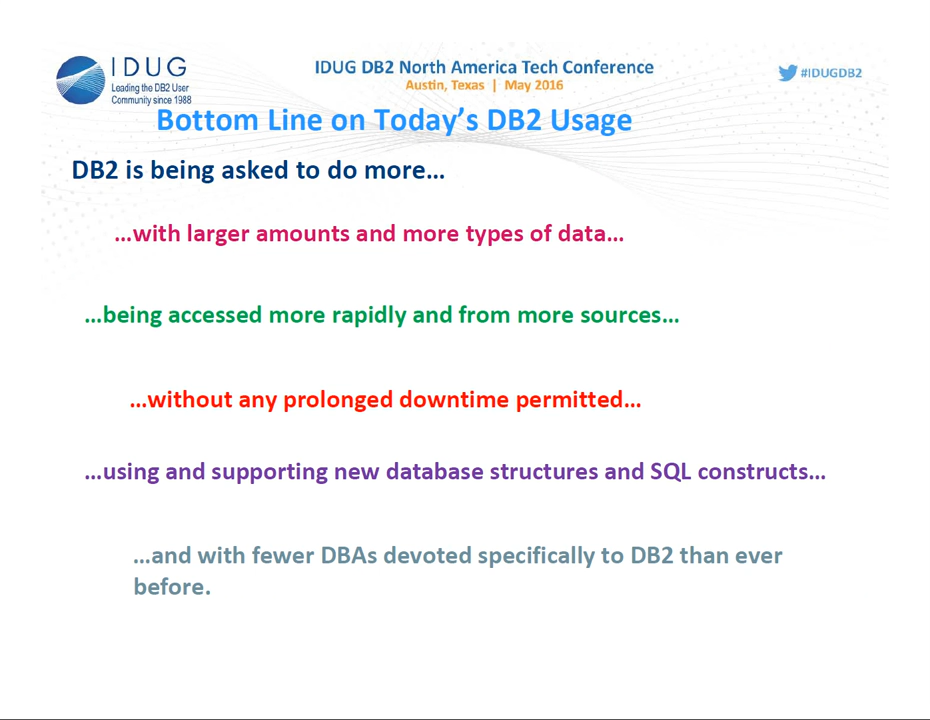 IDUG
Leading the DB2 User
Community since 1988
IDUG DB2 North America Tech Conference
Austin, Texas | May 2016
#IDUGDB2
Bottom Line on Today's DB2 Usage
DB2 is being asked to do more…
…with larger amounts and more types of data…
…being accessed more rapidly and from more sources…
…without any prolonged downtime permitted…
…using and supporting new database structures and SQL constructs…
…and with fewer DBAs devoted specifically to DB2 than ever
before.